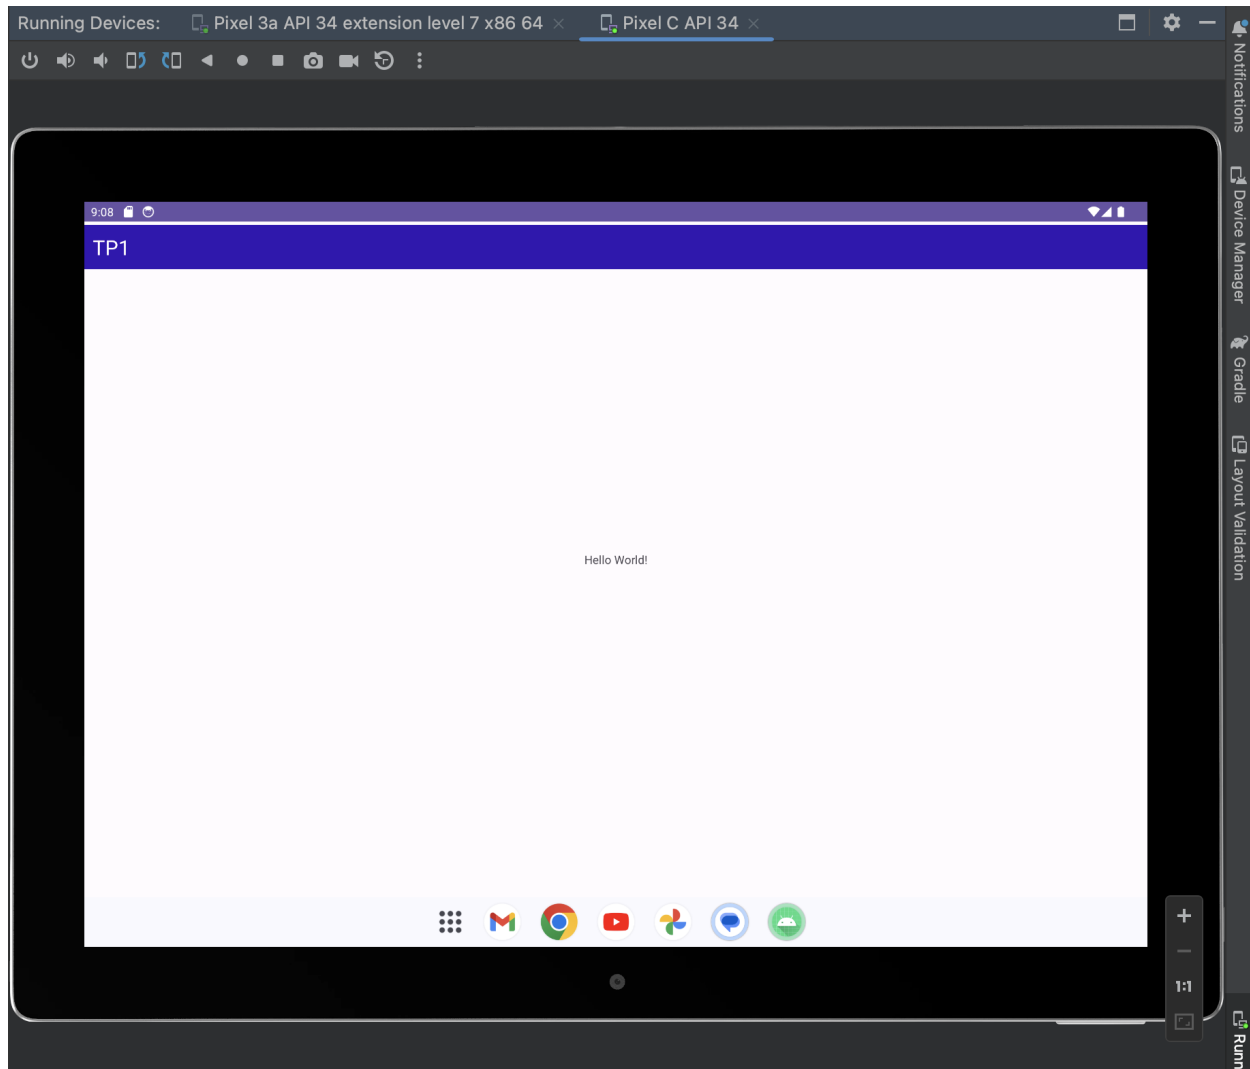 Running Devices: Pixel 3a API 34 extension level 7 x86 64 Pixel C API 34
Notifications
Device Manager
Gradle
Layout Validation
9:08
TP1
Hello World!
1:1
Runn